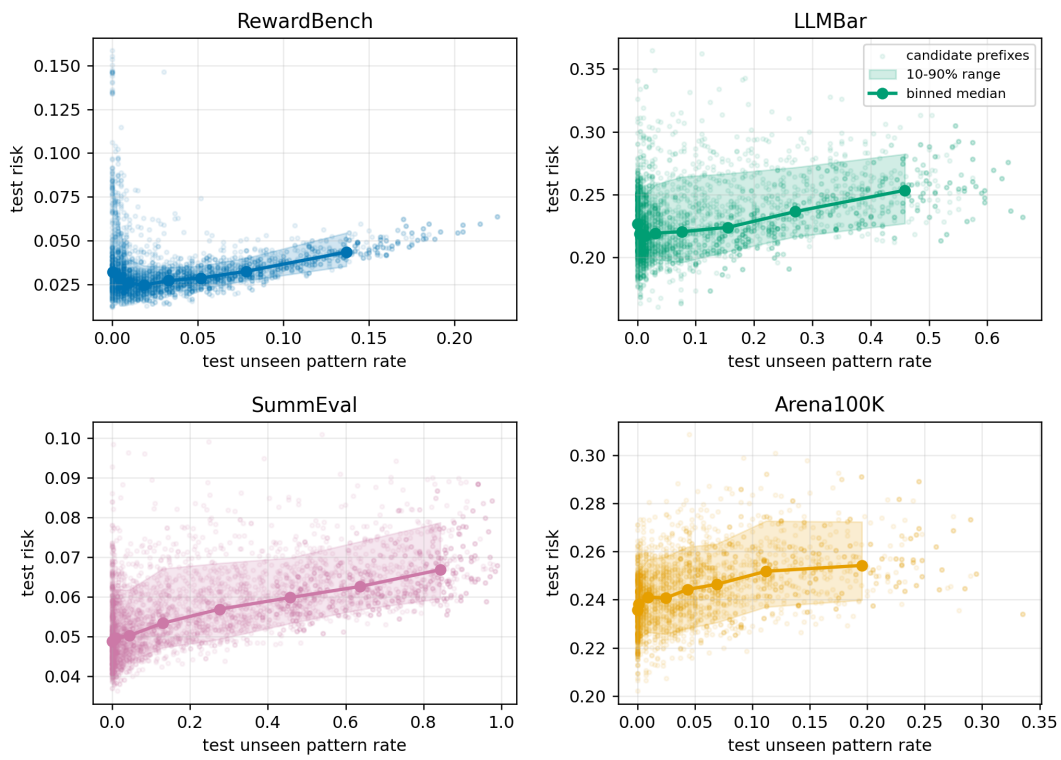 RewardBench
0.150
0.125
0.100
0.075
0.050
0.025
test risk
0.00 0.05 0.10 0.15 0.20
test unseen pattern rate
LLMBar
candidate prefixes
10-90% range
binned median
0.35
0.30
0.25
0.20
test risk
0.0 0.1 0.2 0.3 0.4 0.5 0.6
test unseen pattern rate
SummEval
0.10
0.09
0.08
0.07
0.06
0.05
0.04
test risk
0.0 0.2 0.4 0.6 0.8 1.0
test unseen pattern rate
Arena100K
0.30
0.28
0.26
0.24
0.22
0.20
test risk
0.00 0.05 0.10 0.15 0.20 0.25 0.30 0.35
test unseen pattern rate